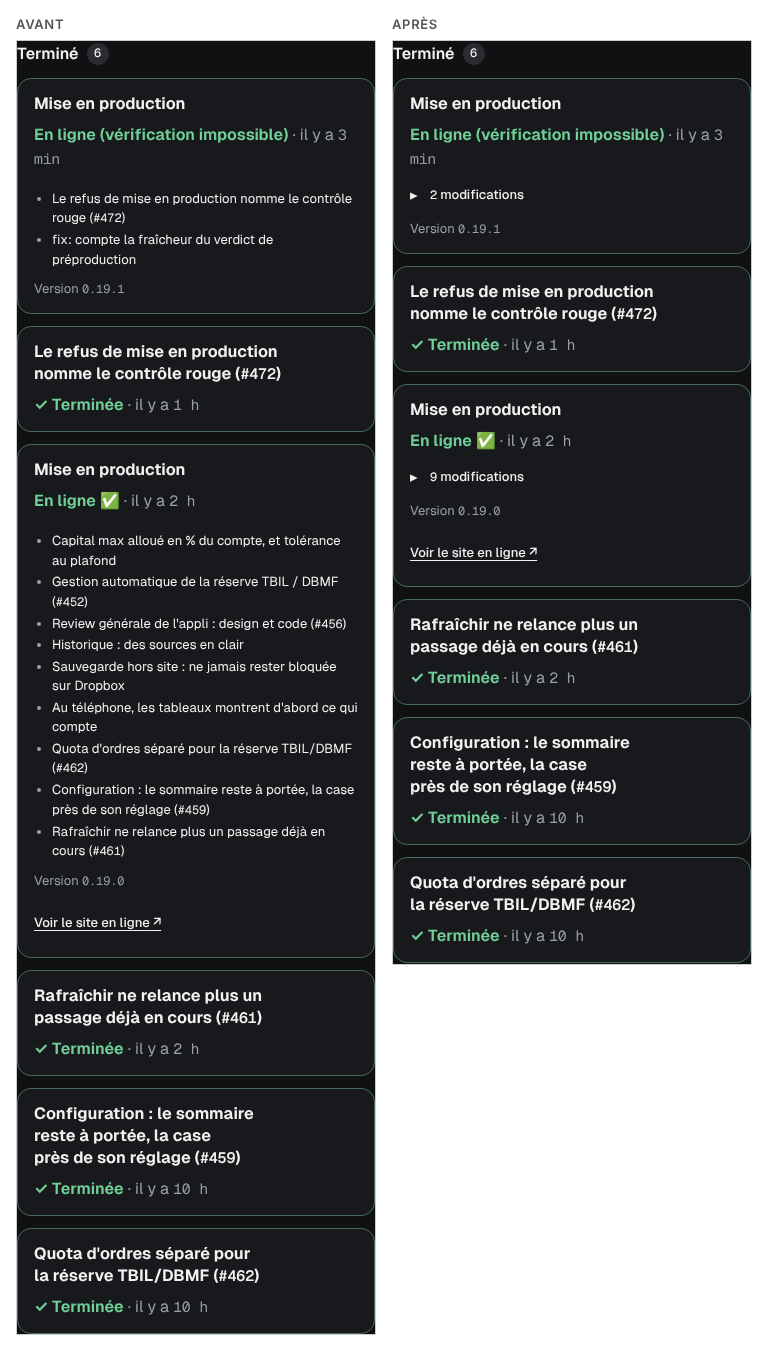 AVANT
Terminé 6
Mise en production
En ligne (vérification impossible) · il y a 3
min
• Le refus de mise en production nomme le contrôle
rouge (#472)
• fix: compte la fraîcheur du verdict de
préproduction
Version 0.19.1
Le refus de mise en production
nomme le contrôle rouge (#472)
✓ Terminée · il y a 1 h
Mise en production
En ligne ✅ · il y a 2 h
• Capital max alloué en % du compte, et tolérance
au plafond
• Gestion automatique de la réserve TBIL / DBMF
(#452)
• Review générale de l'appli : design et code (#456)
• Historique : des sources en clair
• Sauvegarde hors site : ne jamais rester bloquée
sur Dropbox
• Au téléphone, les tableaux montrent d'abord ce qui
compte
• Quota d'ordres séparé pour la réserve TBIL/DBMF
(#462)
• Configuration : le sommaire reste à portée, la case
près de son réglage (#459)
• Rafraîchir ne relance plus un passage déjà en
cours (#461)
Version 0.19.0
Voir le site en ligne ↗
Rafraîchir ne relance plus un
passage déjà en cours (#461)
✓ Terminée · il y a 2 h
Configuration : le sommaire
reste à portée, la case
près de son réglage (#459)
✓ Terminée · il y a 10 h
Quota d'ordres séparé pour
la réserve TBIL/DBMF (#462)
✓ Terminée · il y a 10 h
APRÈS
Terminé 6
Mise en production
En ligne (vérification impossible) · il y a 3
min
▶ 2 modifications
Version 0.19.1
Le refus de mise en production
nomme le contrôle rouge (#472)
✓ Terminée · il y a 1 h
Mise en production
En ligne ✅ · il y a 2 h
▶ 9 modifications
Version 0.19.0
Voir le site en ligne ↗
Rafraîchir ne relance plus un
passage déjà en cours (#461)
✓ Terminée · il y a 2 h
Configuration : le sommaire
reste à portée, la case
près de son réglage (#459)
✓ Terminée · il y a 10 h
Quota d'ordres séparé pour
la réserve TBIL/DBMF (#462)
✓ Terminée · il y a 10 h